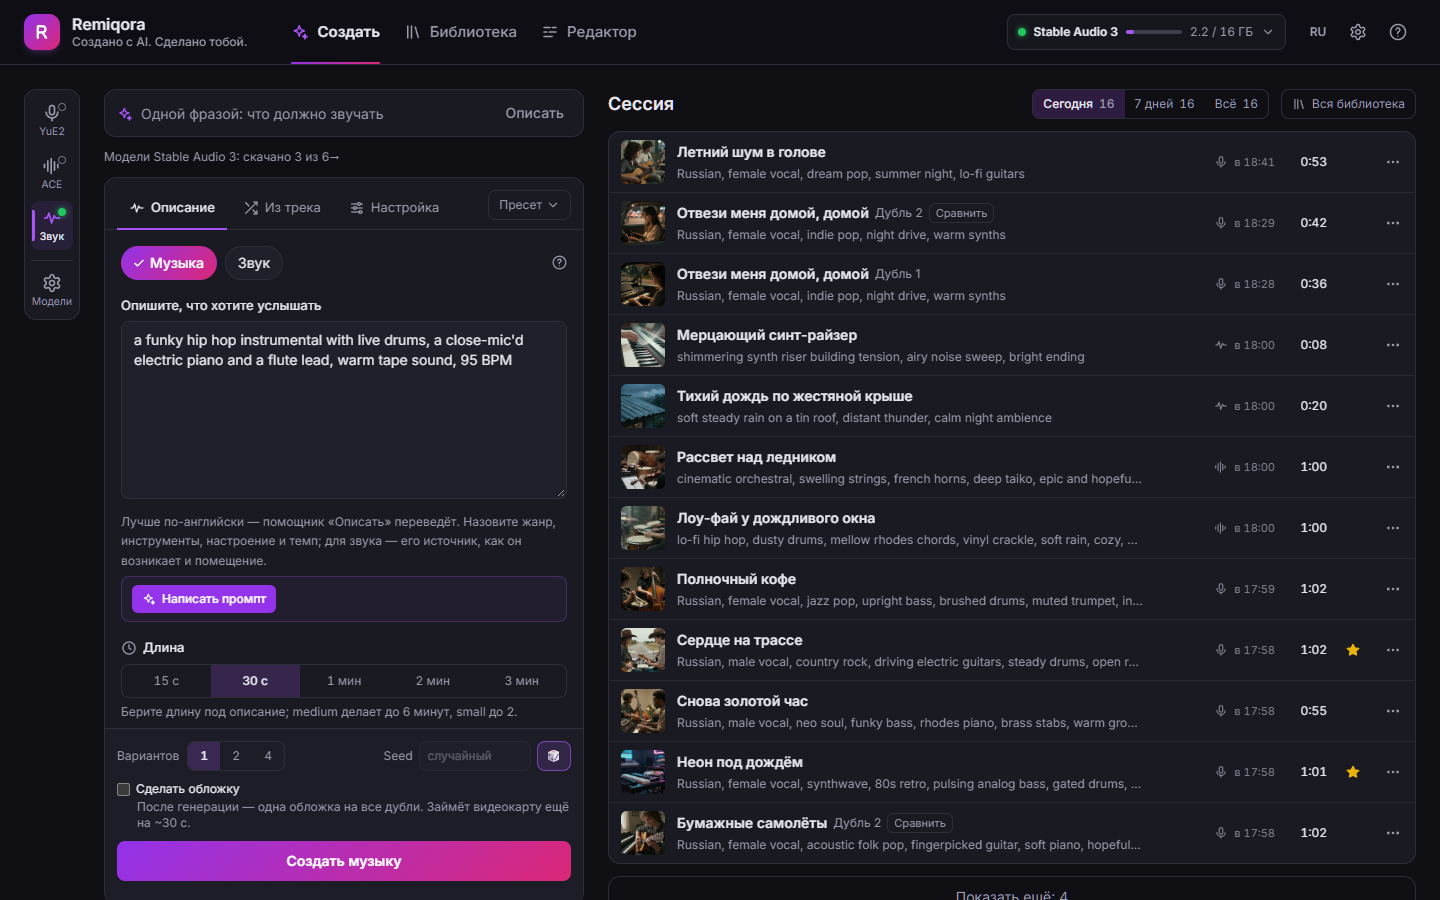 R
Remiqora
Создано с AI. Сделано тобой.
Создать
Библиотека
Редактор
Stable Audio 3
2.2 / 16 ГБ
RU
YuE2
ACE
Звук
Модели
Одной фразой: что должно звучать
Описать
Модели Stable Audio 3: скачано 3 из 6→
Описание
Из трека
Настройка
Пресет
Музыка
Звук
Опишите, что хотите услышать
a funky hip hop instrumental with live drums, a close-mic'd
electric piano and a flute lead, warm tape sound, 95 BPM
Лучше по-английски — помощник «Описать» переведёт. Назовите жанр,
инструменты, настроение и темп; для звука — его источник, как он
возникает и помещение.
Написать промпт
Длина
15 с
30 с
1 мин
2 мин
3 мин
Берите длину под описание; medium делает до 6 минут, small до 2.
Вариантов
1
2
4
Seed
случайный
Сделать обложку
После генерации — одна обложка на все дубли. Займёт видеокарту ещё
на ~30 с.
Создать музыку
Сессия
Сегодня 16
7 дней 16
Всё 16
Вся библиотека
Летний шум в голове
Russian, female vocal, dream pop, summer night, lo-fi guitars
в 18:41
0:53
Отвези меня домой, домой Дубль 2 Сравнить
Russian, female vocal, indie pop, night drive, warm synths
в 18:29
0:42
Отвези меня домой, домой Дубль 1
Russian, female vocal, indie pop, night drive, warm synths
в 18:28
0:36
Мерцающий синт-райзер
shimmering synth riser building tension, airy noise sweep, bright ending
в 18:00
0:08
Тихий дождь по жестяной крыше
soft steady rain on a tin roof, distant thunder, calm night ambience
в 18:00
0:20
Рассвет над ледником
cinematic orchestral, swelling strings, french horns, deep taiko, epic and hopefu...
в 18:00
1:00
Лоу-фай у дождливого окна
lo-fi hip hop, dusty drums, mellow rhodes chords, vinyl crackle, soft rain, cozy, ...
в 18:00
1:00
Полночный кофе
Russian, female vocal, jazz pop, upright bass, brushed drums, muted trumpet, in...
в 17:59
1:02
Сердце на трассе
Russian, male vocal, country rock, driving electric guitars, steady drums, open r...
в 17:58
1:02
Снова золотой час
Russian, male vocal, neo soul, funky bass, rhodes piano, brass stabs, warm gro...
в 17:58
0:55
Неон под дождём
Russian, female vocal, synthwave, 80s retro, pulsing analog bass, gated drums, ...
в 17:58
1:01
Бумажные самолёты Дубль 2 Сравнить
Russian, female vocal, acoustic folk pop, fingerpicked guitar, soft piano, hopeful...
в 17:58
1:02
Показать ещё: 4